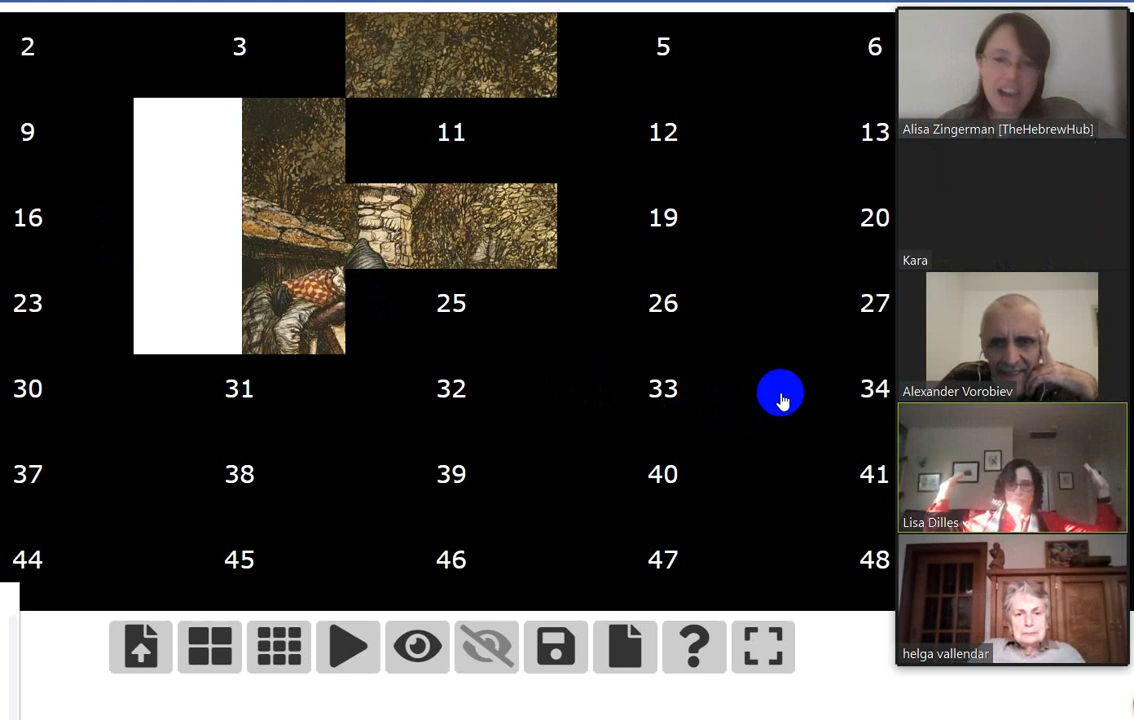 2 3 5 6
9 11 12 13
16 19 20
23 25 26 27
30 31 32 33 34
37 38 39 40 41
44 45 46 47 48
?
Alisa Zingerman [TheHebrewHub]
Kara
Alexander Vorobiev
Lisa Dilles
helga vallendar